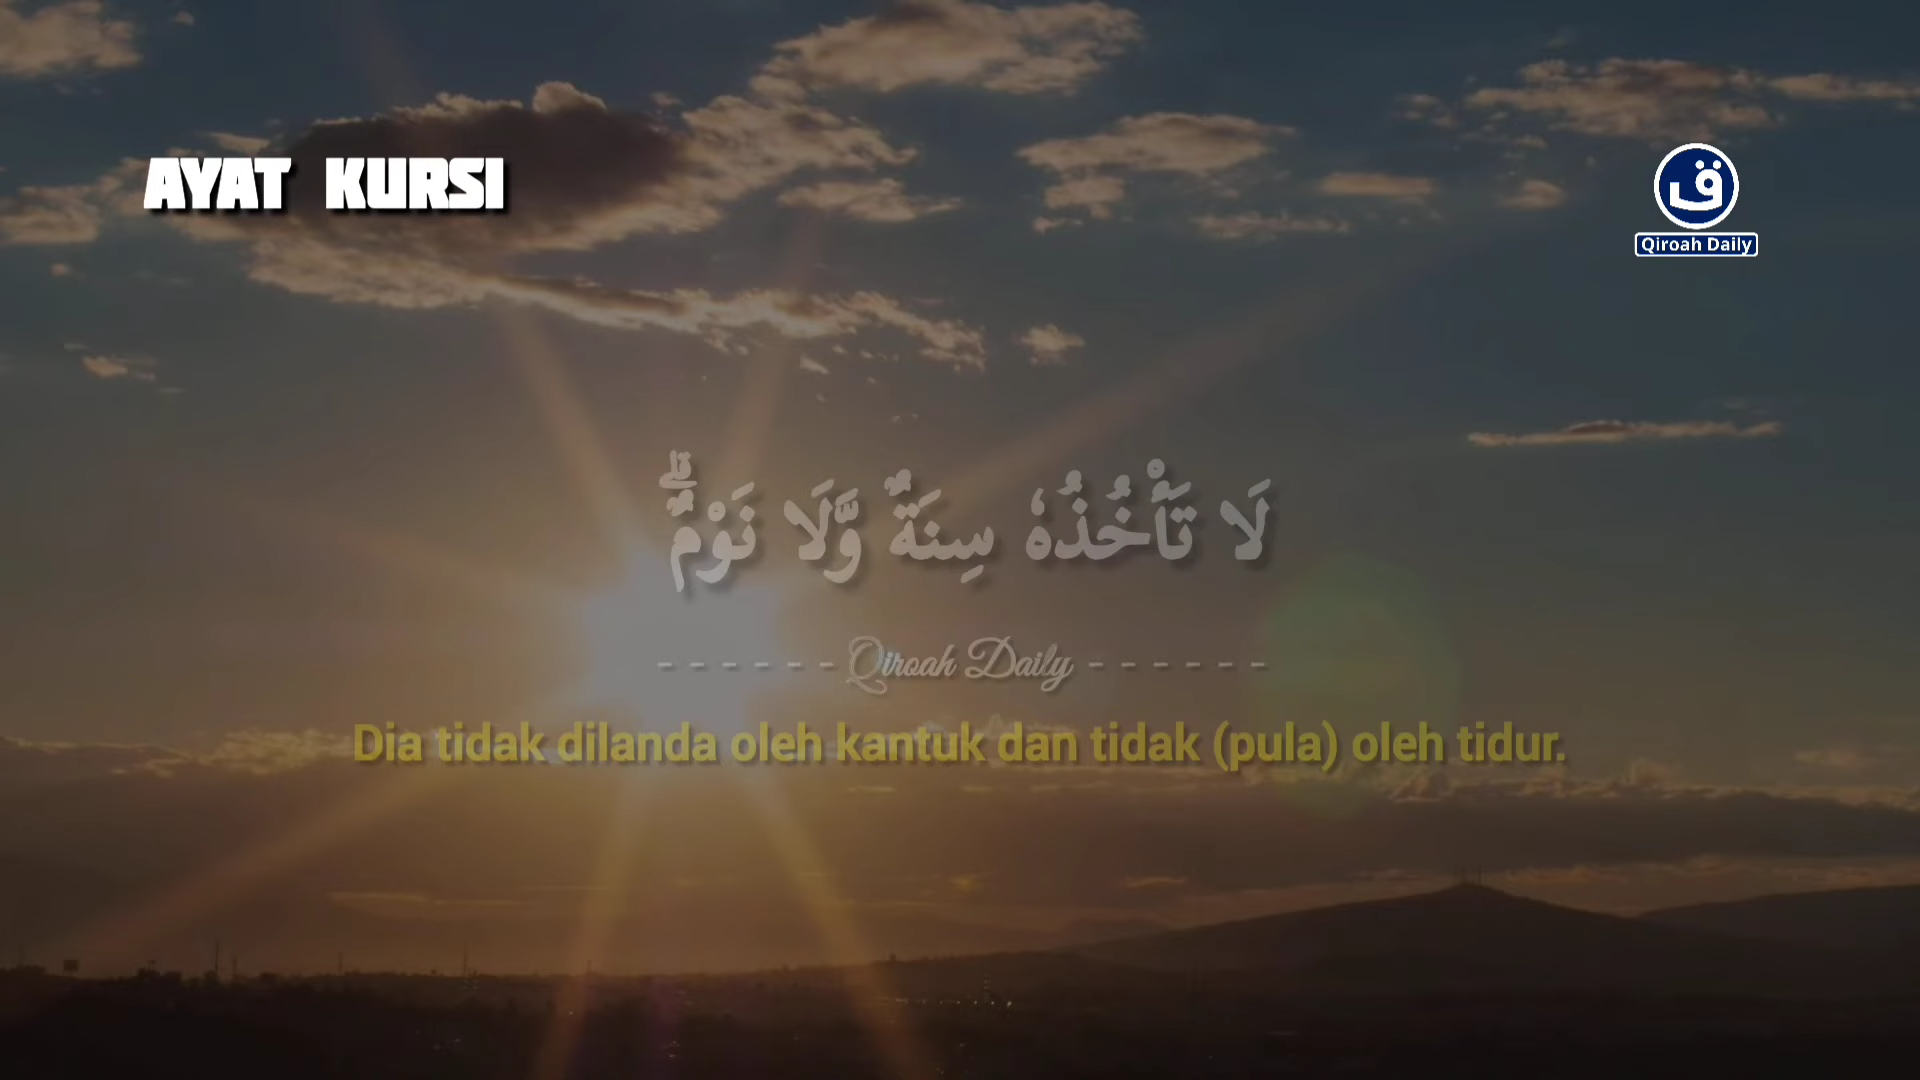 AYAT KURSI
ق
Qiroah Daily
لَا تَأْخُذُهٗ سِنَةٌ وَّلَا نَوْمٌۗ
------Qiroah Daily------
Dia tidak dilanda oleh kantuk dan tidak (pula) oleh tidur.